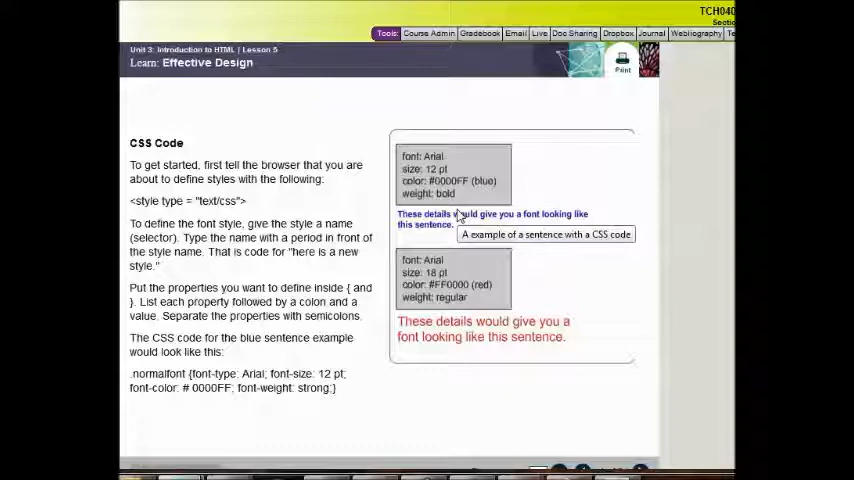 TCH040
Sectio
Tools: Course Admin Gradebook Email Live Doc Sharing Dropbox Journal Webliography Te
Unit 3: Introduction to HTML | Lesson 5
Learn: Effective Design
Print
CSS Code
To get started, first tell the browser that you are
about to define styles with the following:
<style type = "text/css">
To define the font style, give the style a name
(selector). Type the name with a period in front of
the style name. That is code for "here is a new
style."
Put the properties you want to define inside { and
}. List each property followed by a colon and a
value. Separate the properties with semicolons.
The CSS code for the blue sentence example
would look like this:
.normalfont {font-type: Arial; font-size: 12 pt;
font-color: # 0000FF; font-weight: strong;}
font: Arial
size: 12 pt
color: #0000FF (blue)
weight: bold
These details would give you a font looking like
this sentence.
A example of a sentence with a CSS code
font: Arial
size: 18 pt
color: #FF0000 (red)
weight: regular
These details would give you a
font looking like this sentence.